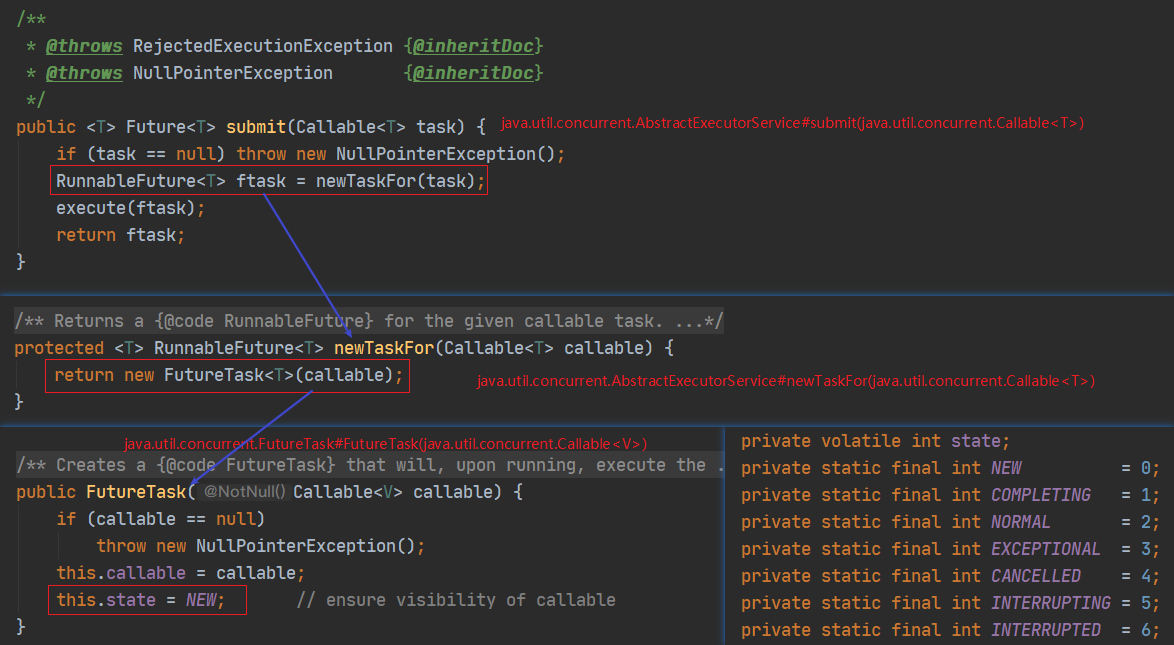 /**
 * @throws RejectedExecutionException {@inheritDoc}
 * @throws NullPointerException       {@inheritDoc}
 */
public <T> Future<T> submit(Callable<T> task) { java.util.concurrent.AbstractExecutorService#submit(java.util.concurrent.Callable<T>)
    if (task == null) throw new NullPointerException();
    RunnableFuture<T> ftask = newTaskFor(task);
    execute(ftask);
    return ftask;
}
/** Returns a {@code RunnableFuture} for the given callable task. ...*/
protected <T> RunnableFuture<T> newTaskFor(Callable<T> callable) {
    return new FutureTask<T>(callable); java.util.concurrent.AbstractExecutorService#newTaskFor(java.util.concurrent.Callable<T>)
}
java.util.concurrent.FutureTask#FutureTask(java.util.concurrent.Callable<V>)
/** Creates a {@code FutureTask} that will, upon running, execute the .
public FutureTask( @NotNull() Callable<V> callable) {
    if (callable == null)
        throw new NullPointerException();
    this.callable = callable;
    this.state = NEW;       // ensure visibility of callable
}
private volatile int state;
private static final int NEW          = 0;
private static final int COMPLETING   = 1;
private static final int NORMAL       = 2;
private static final int EXCEPTIONAL  = 3;
private static final int CANCELLED    = 4;
private static final int INTERRUPTING = 5;
private static final int INTERRUPTED  = 6;